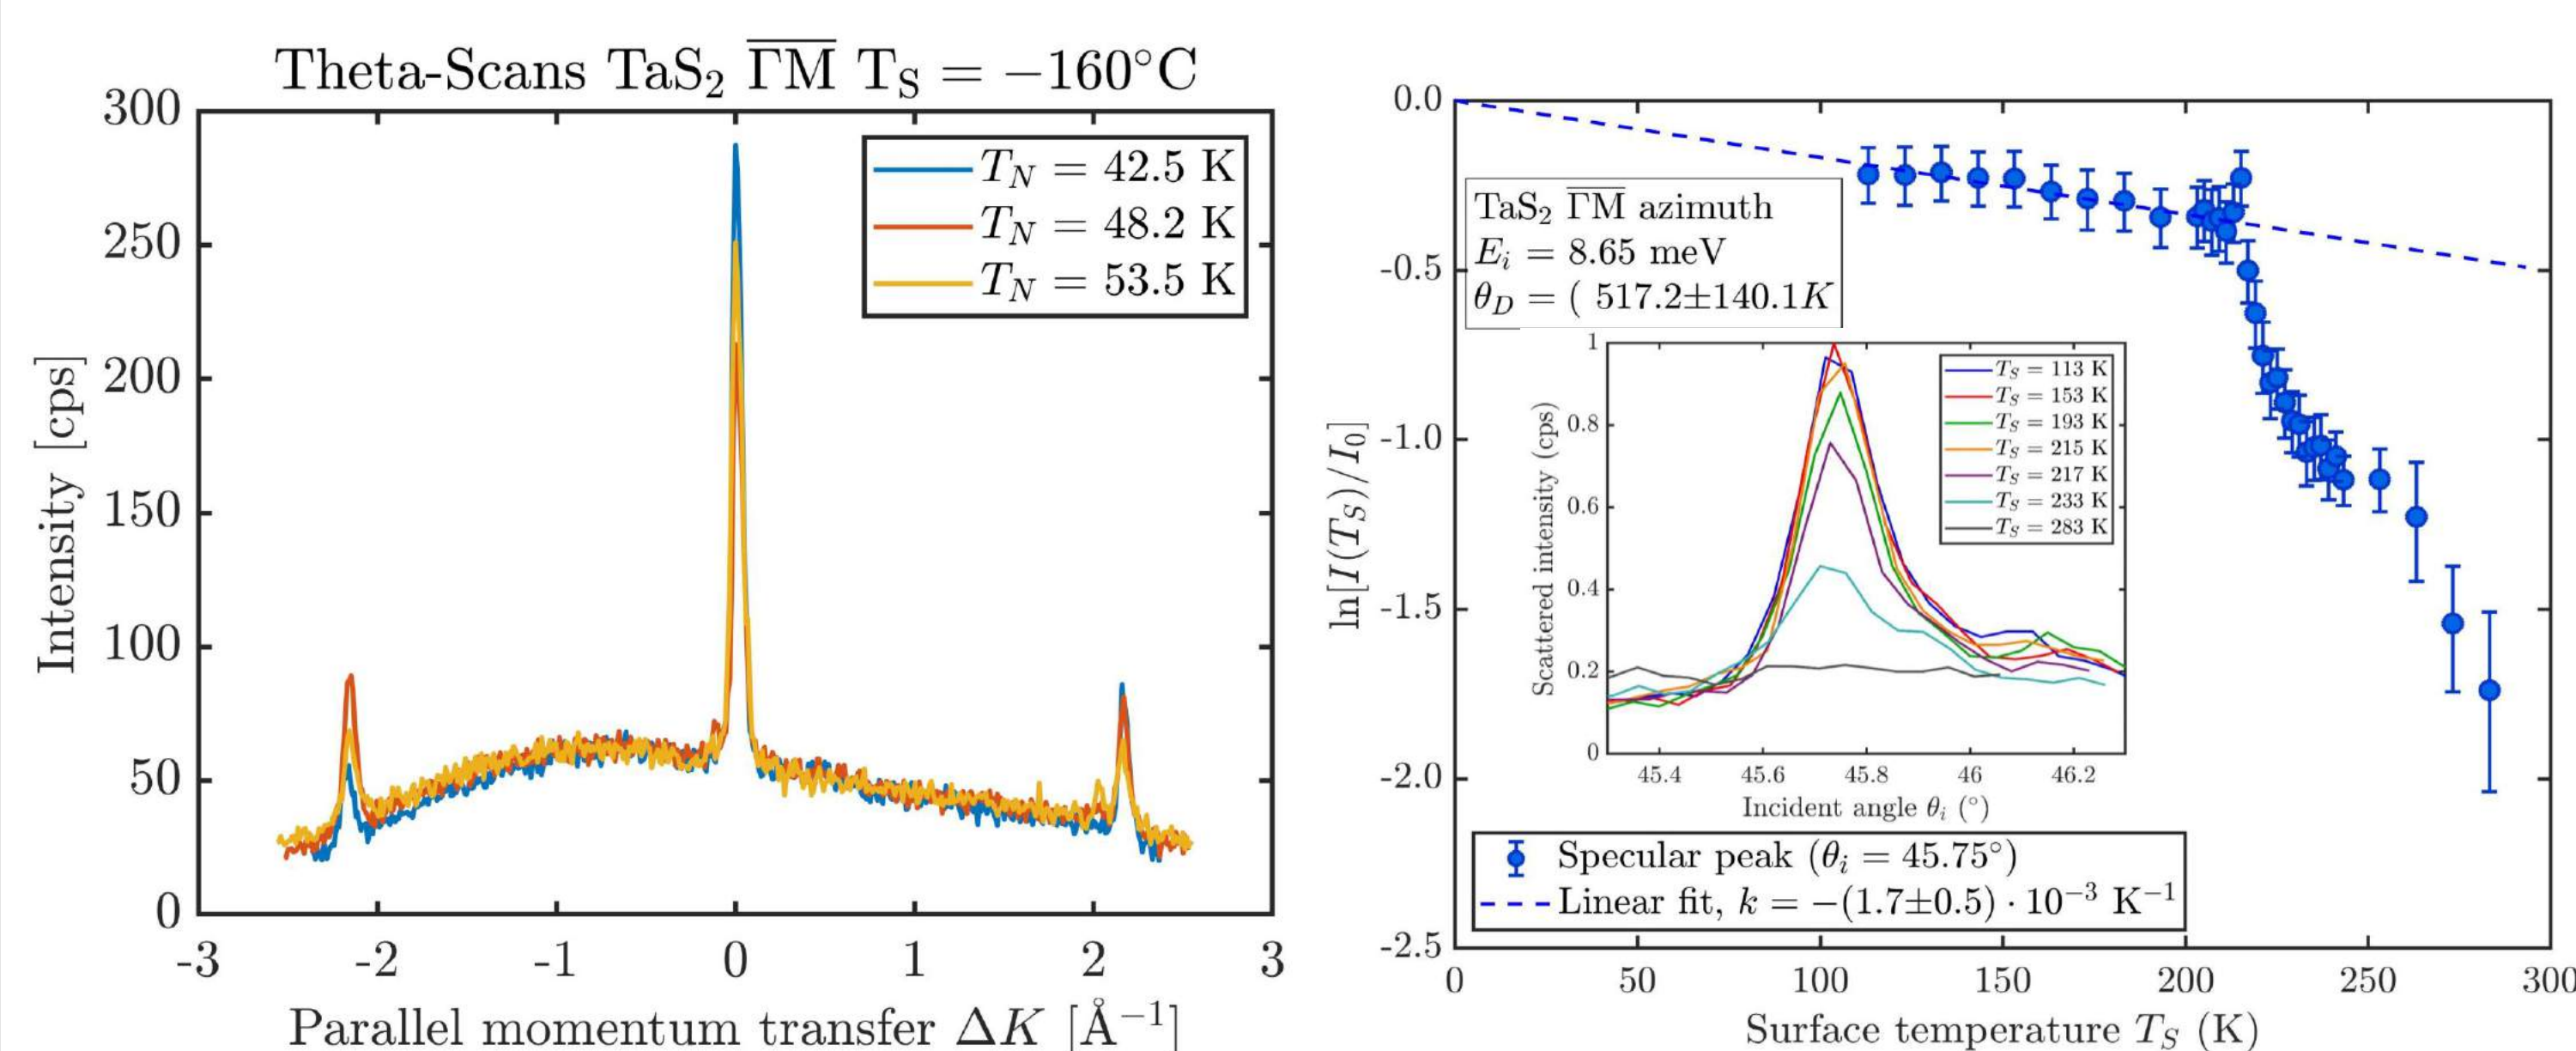 Theta-Scans TaS₂ Γ̅M̅ T_S = −160°C
300
250
200
150
100
50
0
Intensity [cps]
T_N = 42.5 K
T_N = 48.2 K
T_N = 53.5 K
-3 -2 -1 0 1 2 3
Parallel momentum transfer ΔK [Å⁻¹]
0.0
-0.5
-1.0
-1.5
-2.0
-2.5
ln[I(T_S)/I₀]
TaS₂ Γ̅M̅ azimuth
E_i = 8.65 meV
θ_D = ( 517.2±140.1K
1
0.8
0.6
0.4
0.2
0
Scattered intensity (cps)
T_S = 113 K
T_S = 153 K
T_S = 193 K
T_S = 215 K
T_S = 217 K
T_S = 233 K
T_S = 283 K
45.4 45.6 45.8 46 46.2
Incident angle θ_i (°)
Specular peak (θ_i = 45.75°)
Linear fit, k = −(1.7±0.5) · 10⁻³ K⁻¹
0 50 100 150 200 250 300
Surface temperature T_S (K)